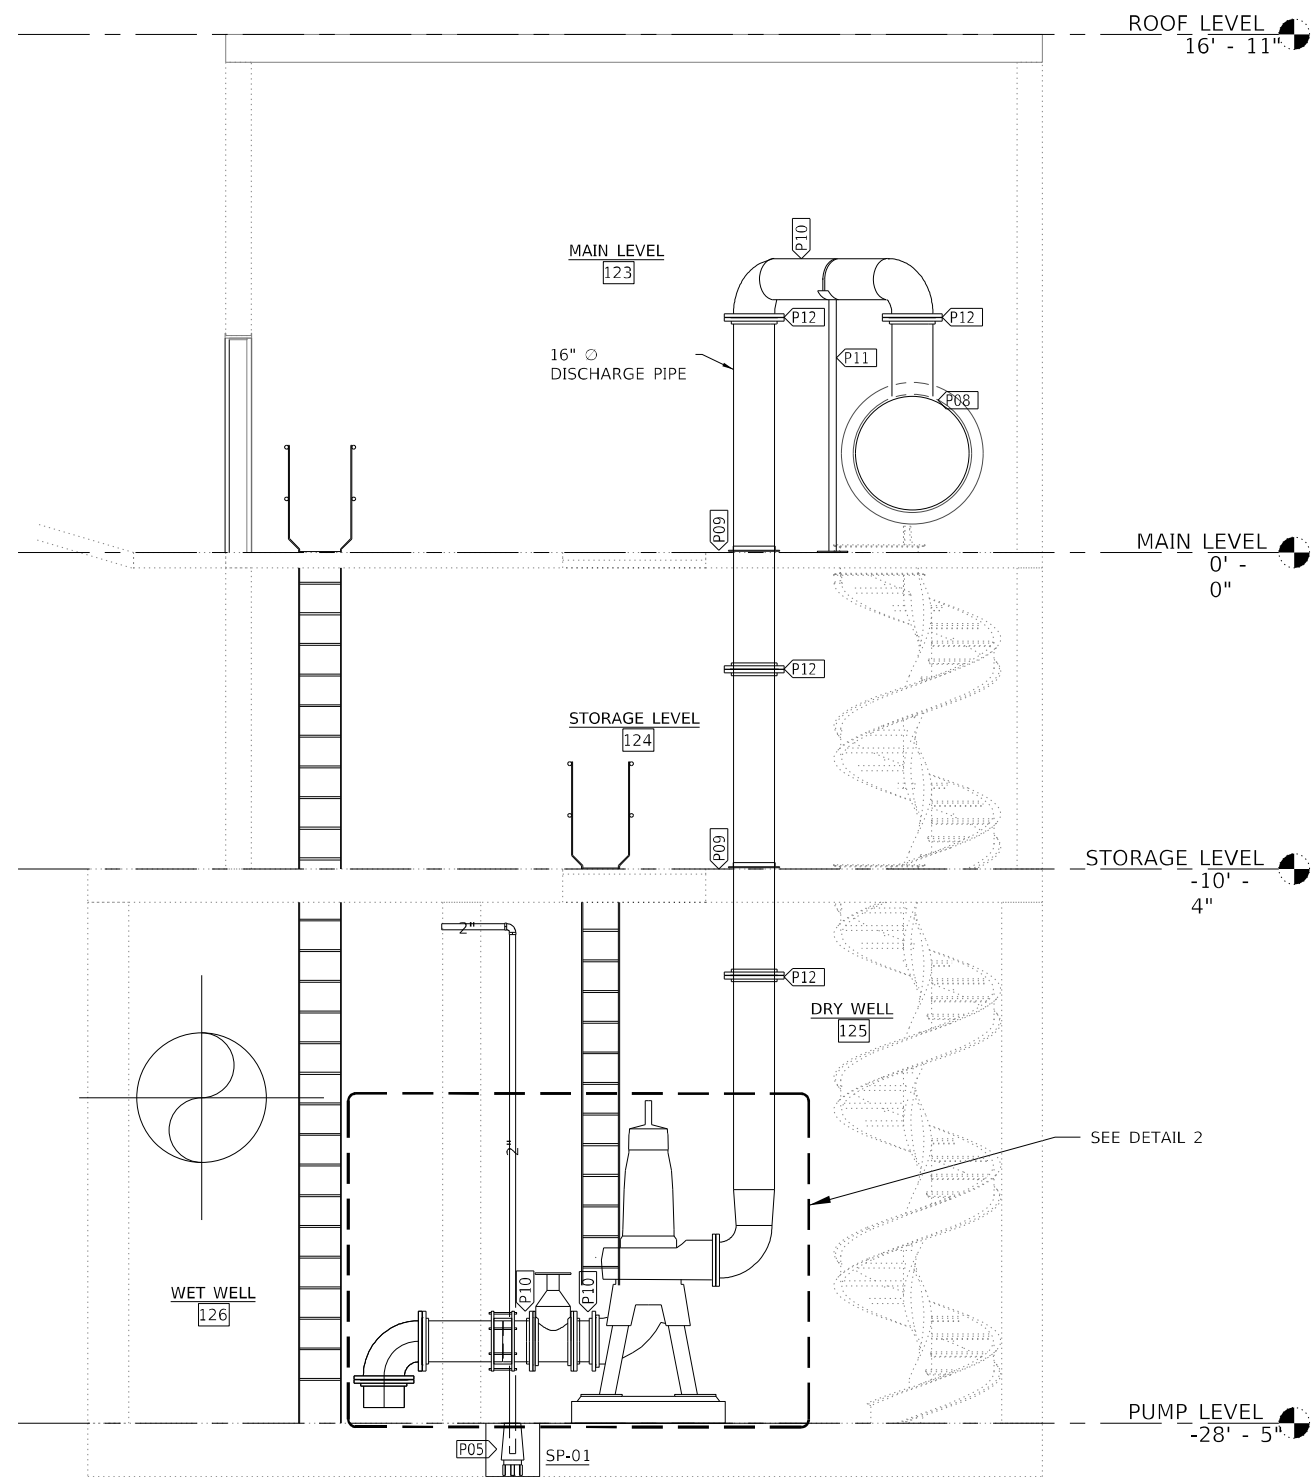 ROOF LEVEL
16' - 11"
P10
MAIN LEVEL
123
P12
P12
16" ∅
DISCHARGE PIPE
P11
P08
P09
MAIN LEVEL
0' -
0"
P12
STORAGE LEVEL
124
P09
STORAGE LEVEL
-10' -
4"
2"
P12
DRY WELL
125
2"
SEE DETAIL 2
WET WELL
126
P10
P10
PUMP LEVEL
-28' - 5"
P05
SP-01